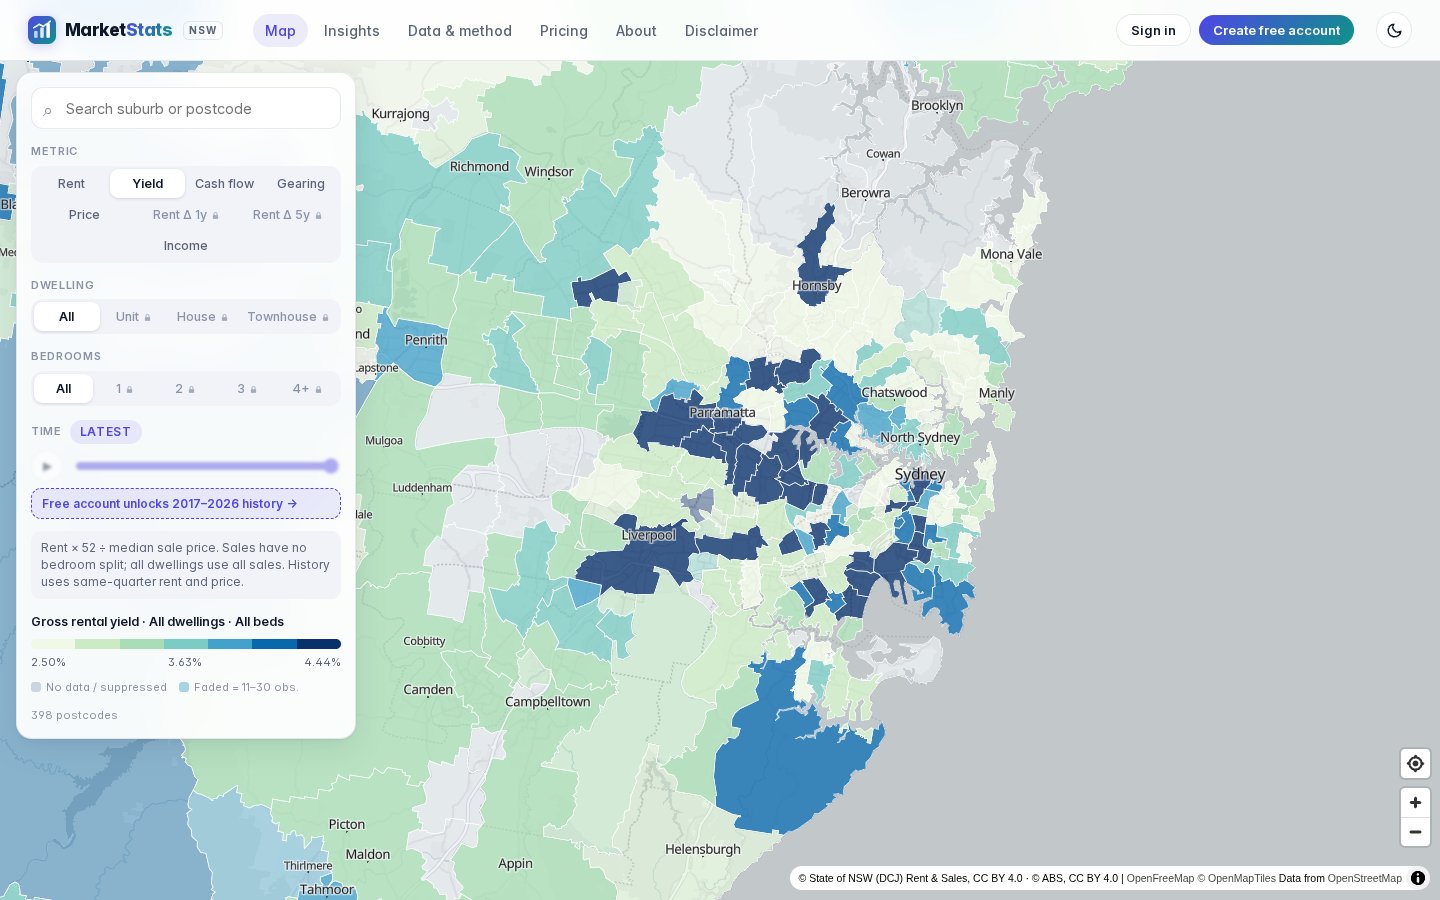 MarketStats NSW Map Insights Data & method Pricing About Disclaimer Sign in Create free account
Search suburb or postcode
METRIC
Rent Yield Cash flow Gearing
Price Rent Δ 1y Rent Δ 5y
Income
DWELLING
All Unit House Townhouse
BEDROOMS
All 1 2 3 4+
TIME LATEST
Free account unlocks 2017–2026 history →
Rent × 52 ÷ median sale price. Sales have no
bedroom split; all dwellings use all sales. History
uses same-quarter rent and price.
Gross rental yield · All dwellings · All beds
2.50% 3.63% 4.44%
No data / suppressed Faded = 11–30 obs.
398 postcodes
Brooklyn
Kurrajong
Cowan
Richmond
Windsor
Berowra
Mona Vale
Hornsby
Penrith
Chatswood
Manly
Parramatta
North Sydney
Mulgoa
Sydney
Luddenham
Liverpool
Cobbitty
Camden
Campbelltown
Picton
Maldon
Helensburgh
Appin
Thirlmere
Tahmoor
© State of NSW (DCJ) Rent & Sales, CC BY 4.0 · © ABS, CC BY 4.0 | OpenFreeMap © OpenMapTiles Data from OpenStreetMap